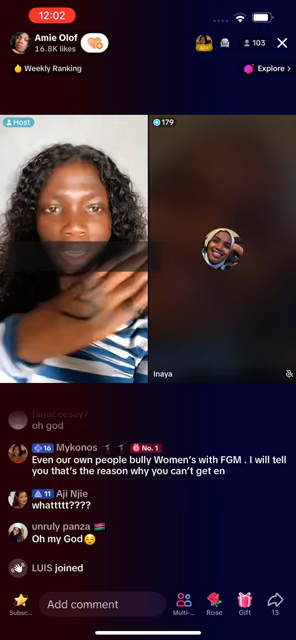 12:02
Amie Olof
16.8K likes
103
Weekly Ranking
Explore >
Host
179
Inaya
oh god
16 Mykonos No. 1
Even our own people bully Women's with FGM . I will tell
you that's the reason why you can't get en
11 Aji Njie
whattttt????
unruly panza
Oh my God
LUIS joined
Add comment
Subsc...
Multi-...
Rose
Gift
13